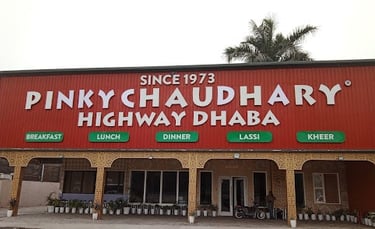 SINCE 1973
PINKY CHAUDHARY
HIGHWAY DHABA
BREAKFAST LUNCH DINNER LASSI KHEER